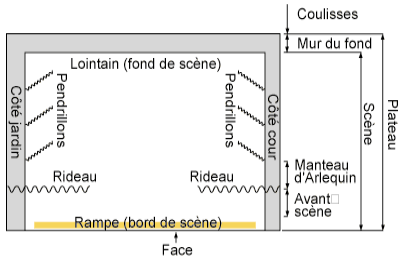 Coulisses
Mur du fond
Lointain (fond de scène)
Pendrillons
Pendrillons
Côté jardin
Côté cour
Scène
Plateau
Rideau
Rideau
Manteau
d'Arlequin
Avant□
scène
Rampe (bord de scène)
Face